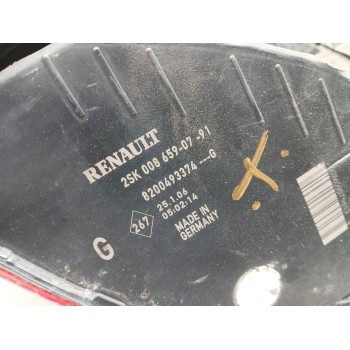 RENAULT
2SK 008 659-07 -91
8200493374 ---G
25.1.06
05:02:14
MADE IN
GERMANY
267
G